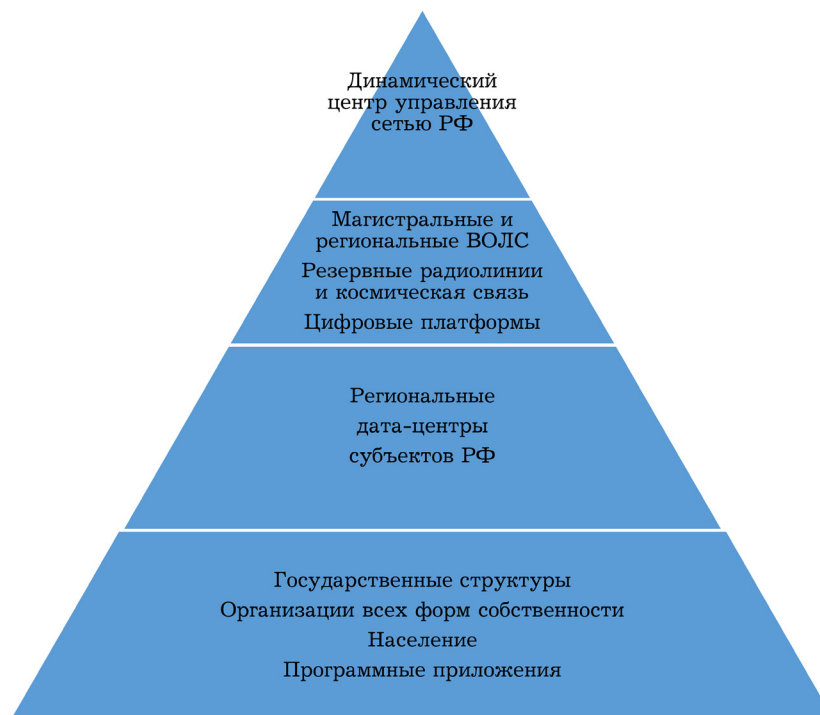 Динамический
центр управления
сетью РФ
Магистральные и
региональные ВОЛС
Резервные радиолинии
и космическая связь
Цифровые платформы
Региональные
дата-центры
субъектов РФ
Государственные структуры
Организации всех форм собственности
Население
Программные приложения